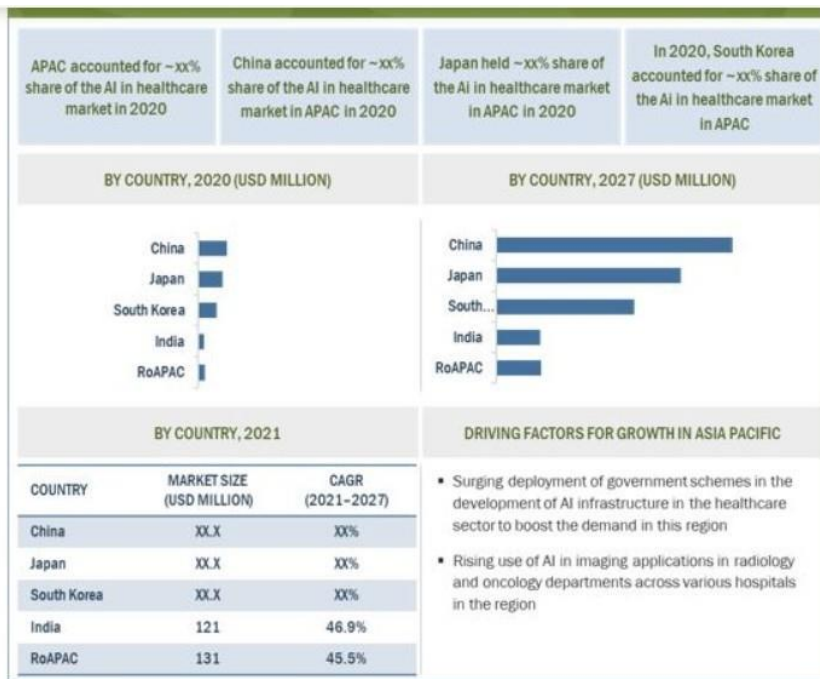 APAC accounted for ~xx%
share of the AI in healthcare
market in 2020
China accounted for ~xx%
share of the AI in healthcare
market in APAC in 2020
Japan held ~xx% share of
the Ai in healthcare market
in APAC in 2020
In 2020, South Korea
accounted for ~xx% share of
the Ai in healthcare market
in APAC
BY COUNTRY, 2020 (USD MILLION)
China
Japan
South Korea
India
RoAPAC
BY COUNTRY, 2027 (USD MILLION)
China
Japan
South...
India
RoAPAC
BY COUNTRY, 2021
COUNTRY MARKET SIZE (USD MILLION) CAGR (2021–2027)
China XX.X XX%
Japan XX.X XX%
South Korea XX.X XX%
India 121 46.9%
RoAPAC 131 45.5%
DRIVING FACTORS FOR GROWTH IN ASIA PACIFIC
▪ Surging deployment of government schemes in the
development of AI infrastructure in the healthcare
sector to boost the demand in this region
▪ Rising use of AI in imaging applications in radiology
and oncology departments across various hospitals
in the region